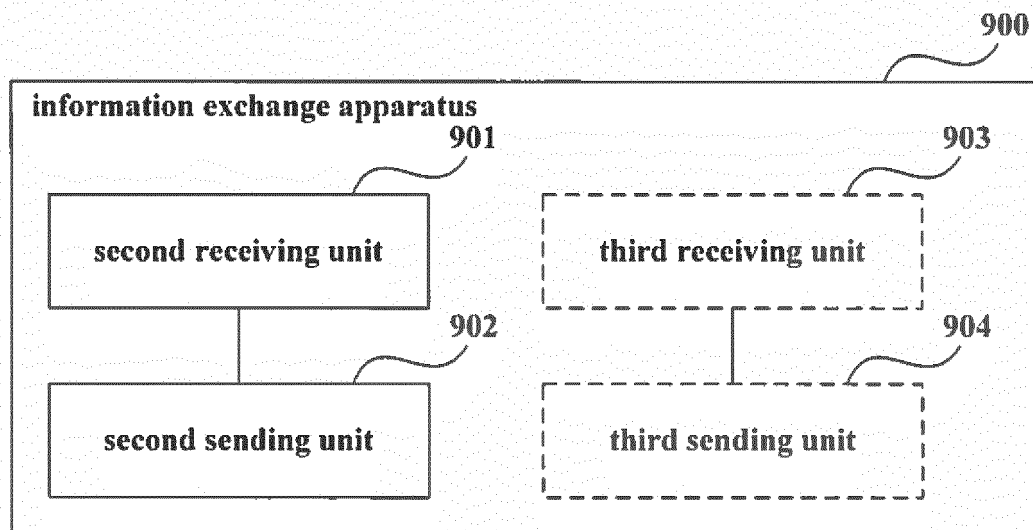 900
information exchange apparatus
901
903
second receiving unit
third receiving unit
902
904
second sending unit
third sending unit